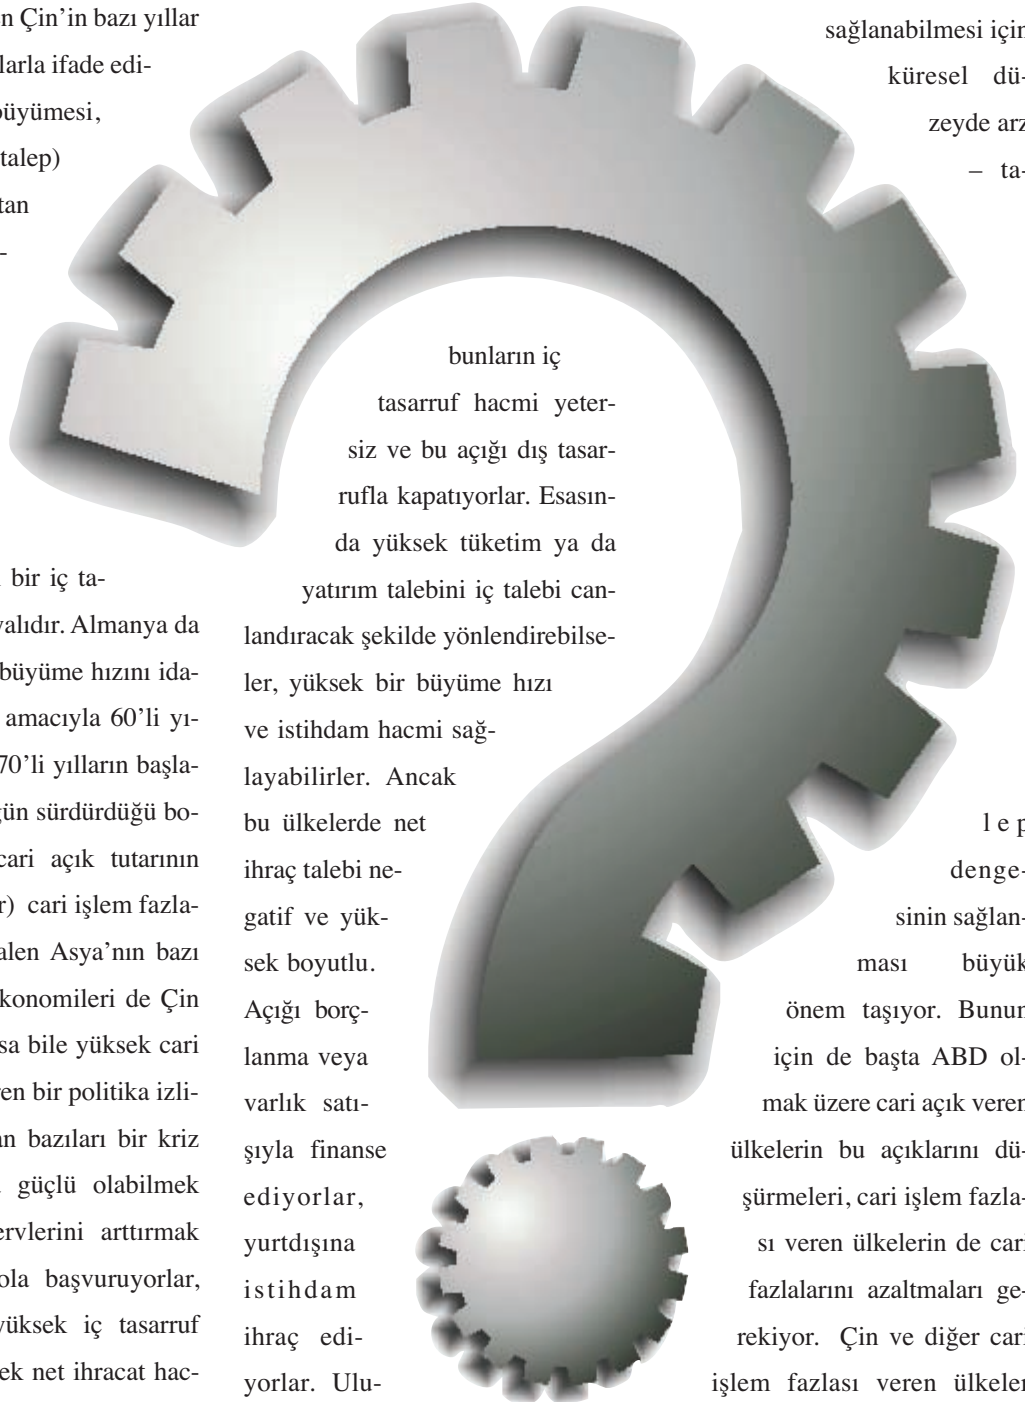 en Çin’in bazı yıllar
larla ifade edi-
büyümesi,
talep)
tan
-
bir iç ta-
yalıdır. Almanya da
büyüme hızını ida-
amacıyla 60’li yı-
70’li yılların başla-
gün sürdürdüğü bo-
cari açık tutarının
r) cari işlem fazla-
alen Asya’nın bazı
konomileri de Çin
sa bile yüksek cari
ren bir politika izli-
an bazıları bir kriz
güçlü olabilmek
ervlerini arttırmak
ola başvuruyorlar,
yüksek iç tasarruf
ek net ihracat hac-
bunların iç
tasarruf hacmi yeter-
siz ve bu açığı dış tasar-
rufla kapatıyorlar. Esasın-
da yüksek tüketim ya da
yatırım talebini iç talebi can-
landıracak şekilde yönlendirebilse-
ler, yüksek bir büyüme hızı
ve istihdam hacmi sağ-
layabilirler. Ancak
bu ülkelerde net
ihraç talebi ne-
gatif ve yük-
sek boyutlu.
Açığı borç-
lanma veya
varlık satı-
şıyla finanse
ediyorlar,
yurtdışına
istihdam
ihraç edi-
yorlar. Ulu-
sağlanabilmesi için
küresel dü-
zeyde arz
– ta-
lep
denge-
sinin sağlan-
ması büyük
önem taşıyor. Bunun
için de başta ABD ol-
mak üzere cari açık veren
ülkelerin bu açıklarını dü-
şürmeleri, cari işlem fazla-
sı veren ülkelerin de cari
fazlalarını azaltmaları ge-
rekiyor. Çin ve diğer cari
işlem fazlası veren ülkeler